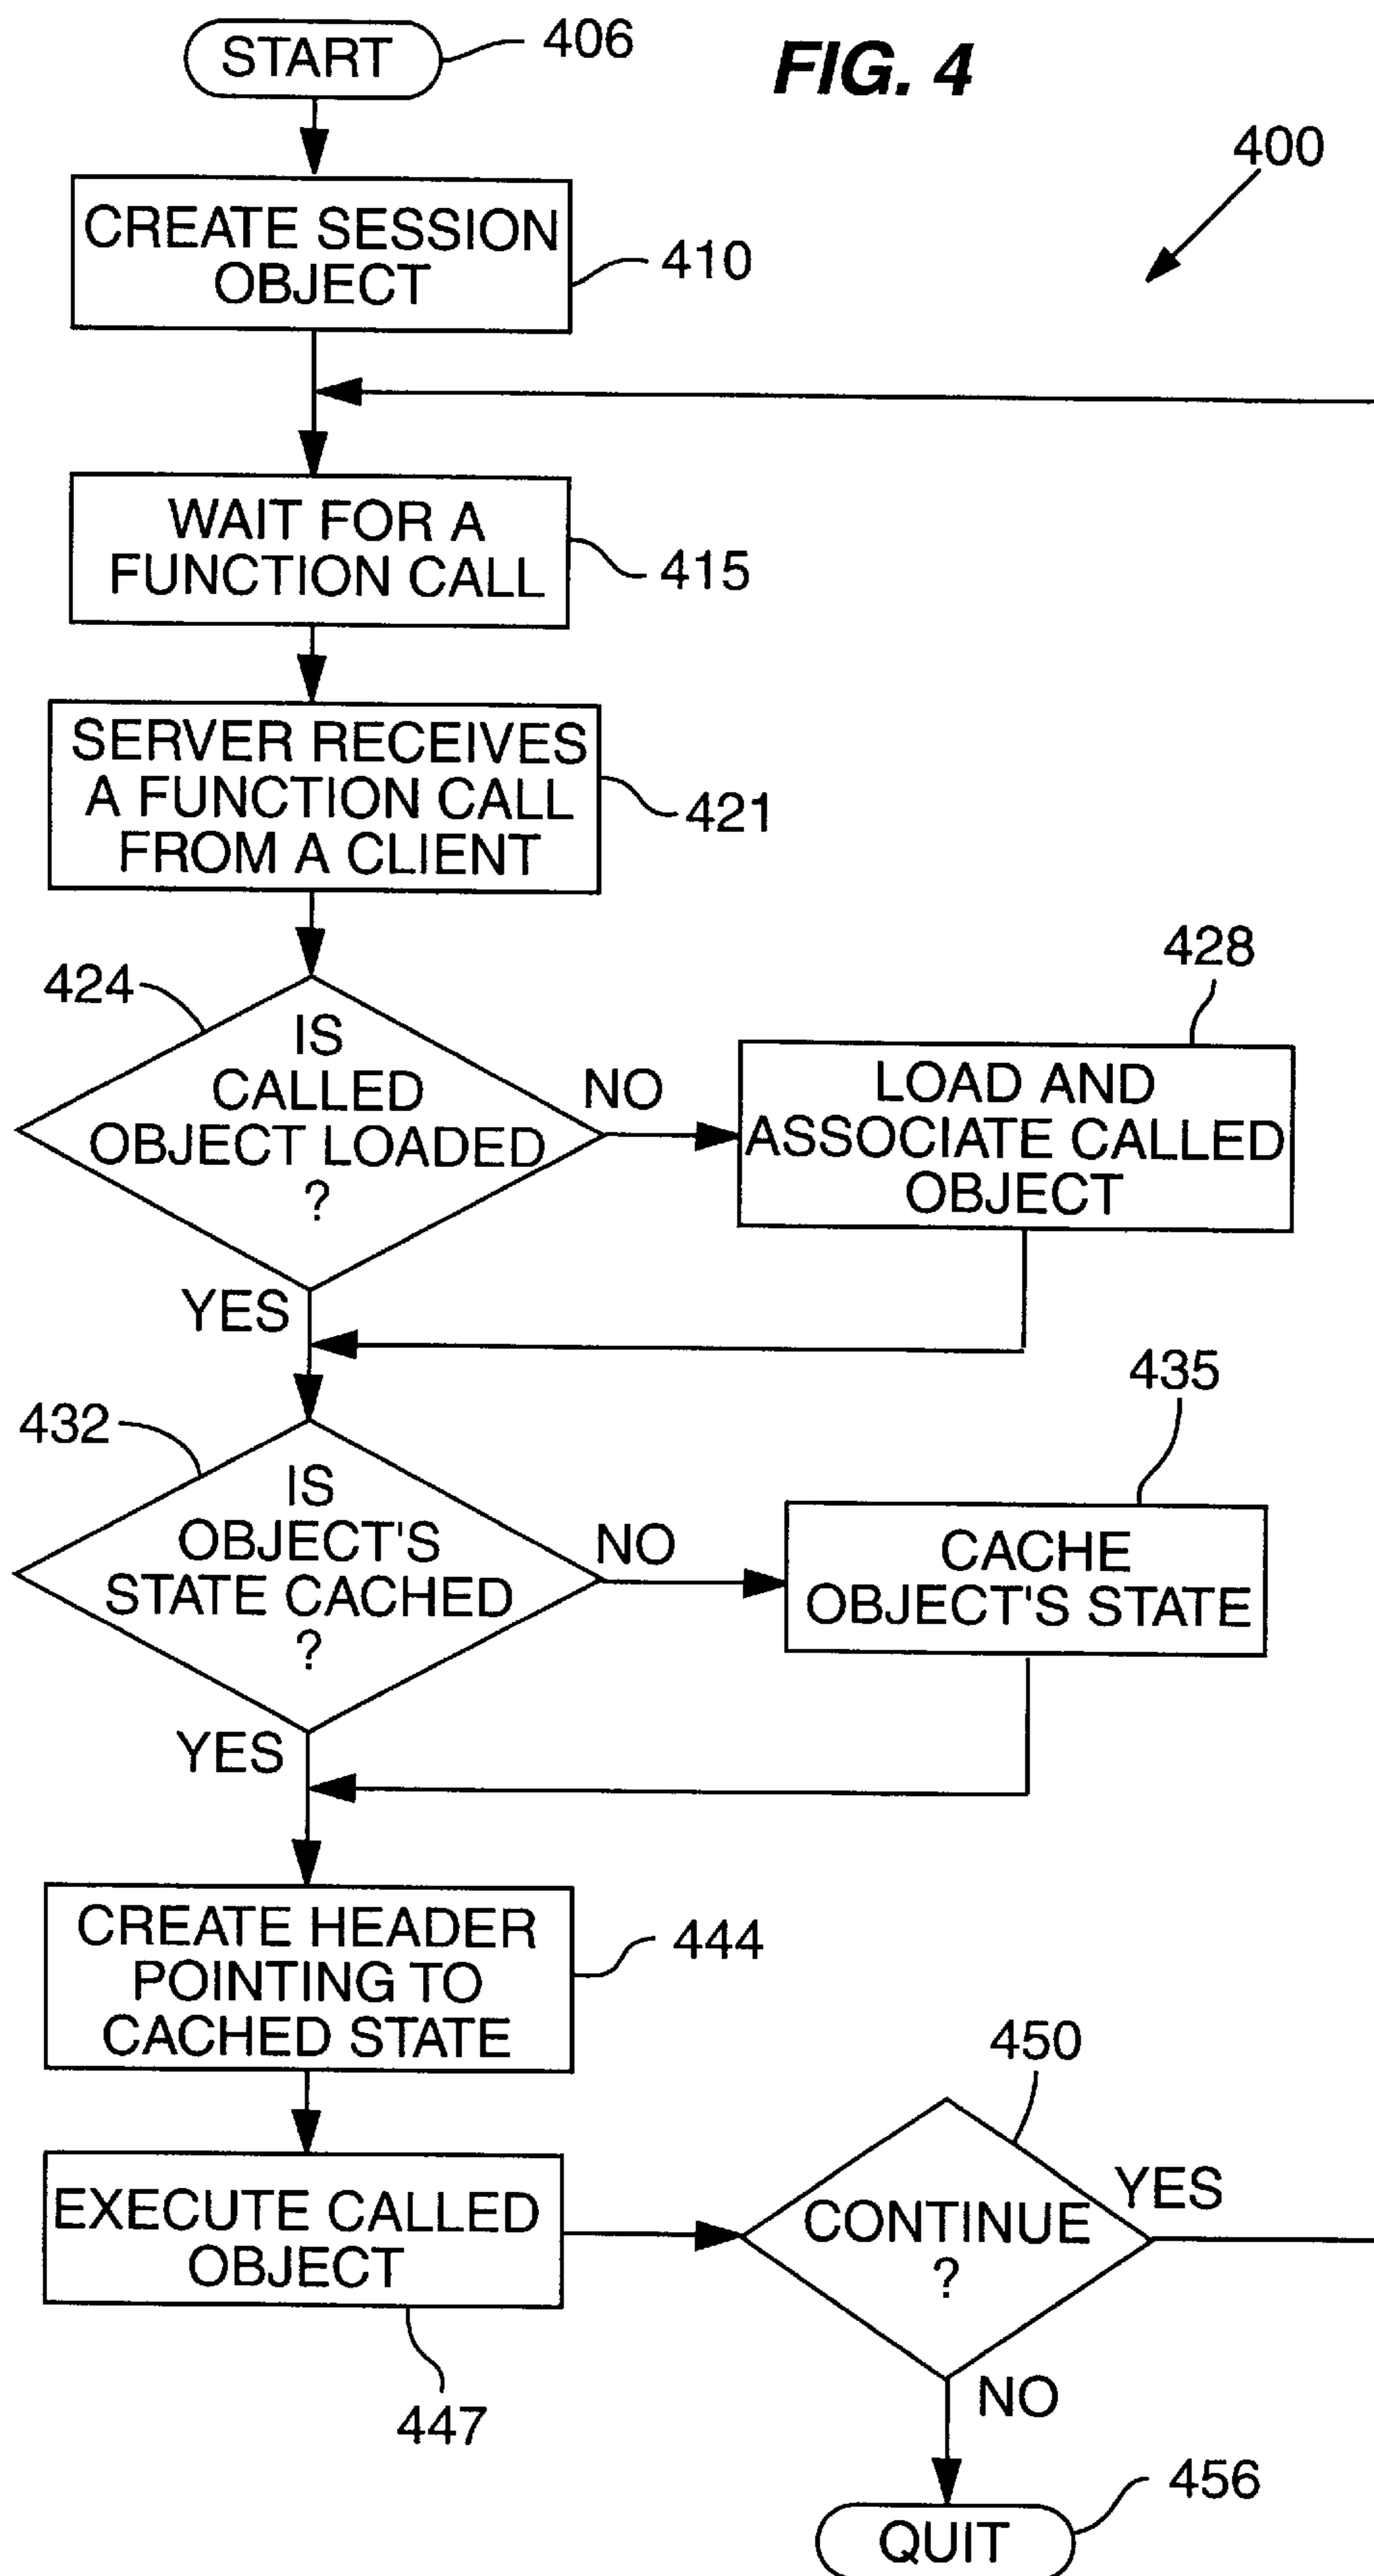 START
406
FIG. 4
400
CREATE SESSION
OBJECT
410
WAIT FOR A
FUNCTION CALL
415
SERVER RECEIVES
A FUNCTION CALL
FROM A CLIENT
421
424
IS
CALLED
OBJECT LOADED
?
NO
428
LOAD AND
ASSOCIATE CALLED
OBJECT
YES
432
IS
OBJECT'S
STATE CACHED
?
NO
435
CACHE
OBJECT'S STATE
YES
CREATE HEADER
POINTING TO
CACHED STATE
444
EXECUTE CALLED
OBJECT
447
450
CONTINUE
?
YES
NO
456
QUIT